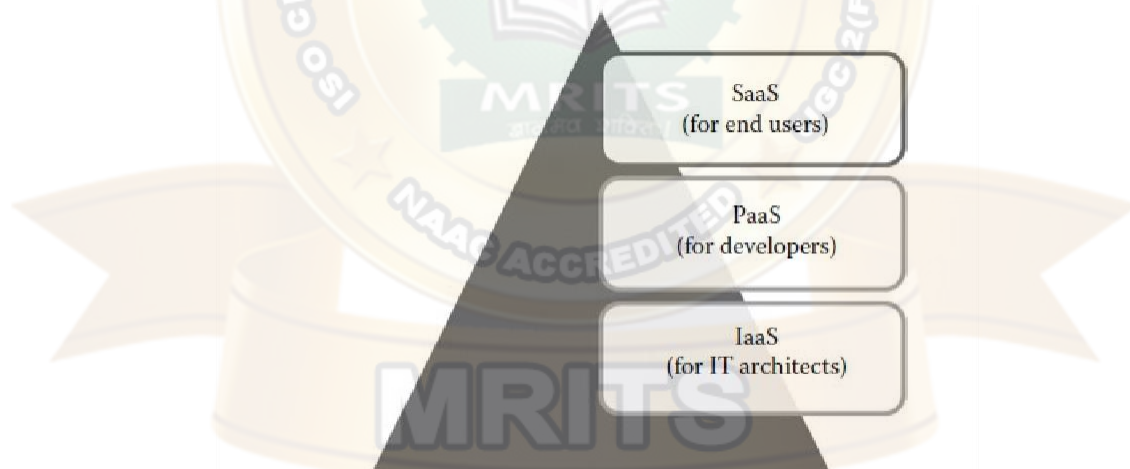 MRITS
SaaS
(for end users)
PaaS
(for developers)
NAAC ACCREDITED
IaaS
(for IT architects)
MRITS